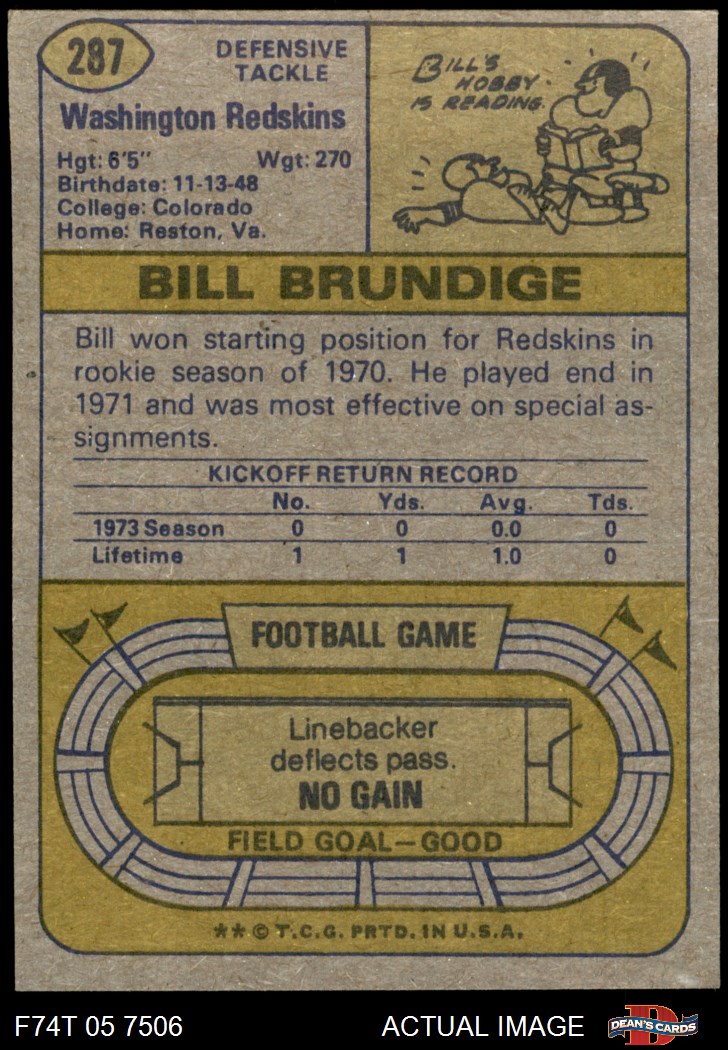 287
DEFENSIVE
TACKLE
Washington Redskins
Hgt: 6'5" Wgt: 270
Birthdate: 11-13-48
College: Colorado
Home: Reston, Va.
BILL'S
HOBBY
IS READING.
BILL BRUNDIGE
Bill won starting position for Redskins in
rookie season of 1970. He played end in
1971 and was most effective on special as-
signments.
KICKOFF RETURN RECORD
No. Yds. Avg. Tds.
1973 Season 0 0 0.0 0
Lifetime 1 1 1.0 0
FOOTBALL GAME
Linebacker
deflects pass.
NO GAIN
FIELD GOAL—GOOD
**© T.C.G. PRTD. IN U.S.A.
F74T 05 7506 ACTUAL IMAGE
D
DEAN'S CARDS